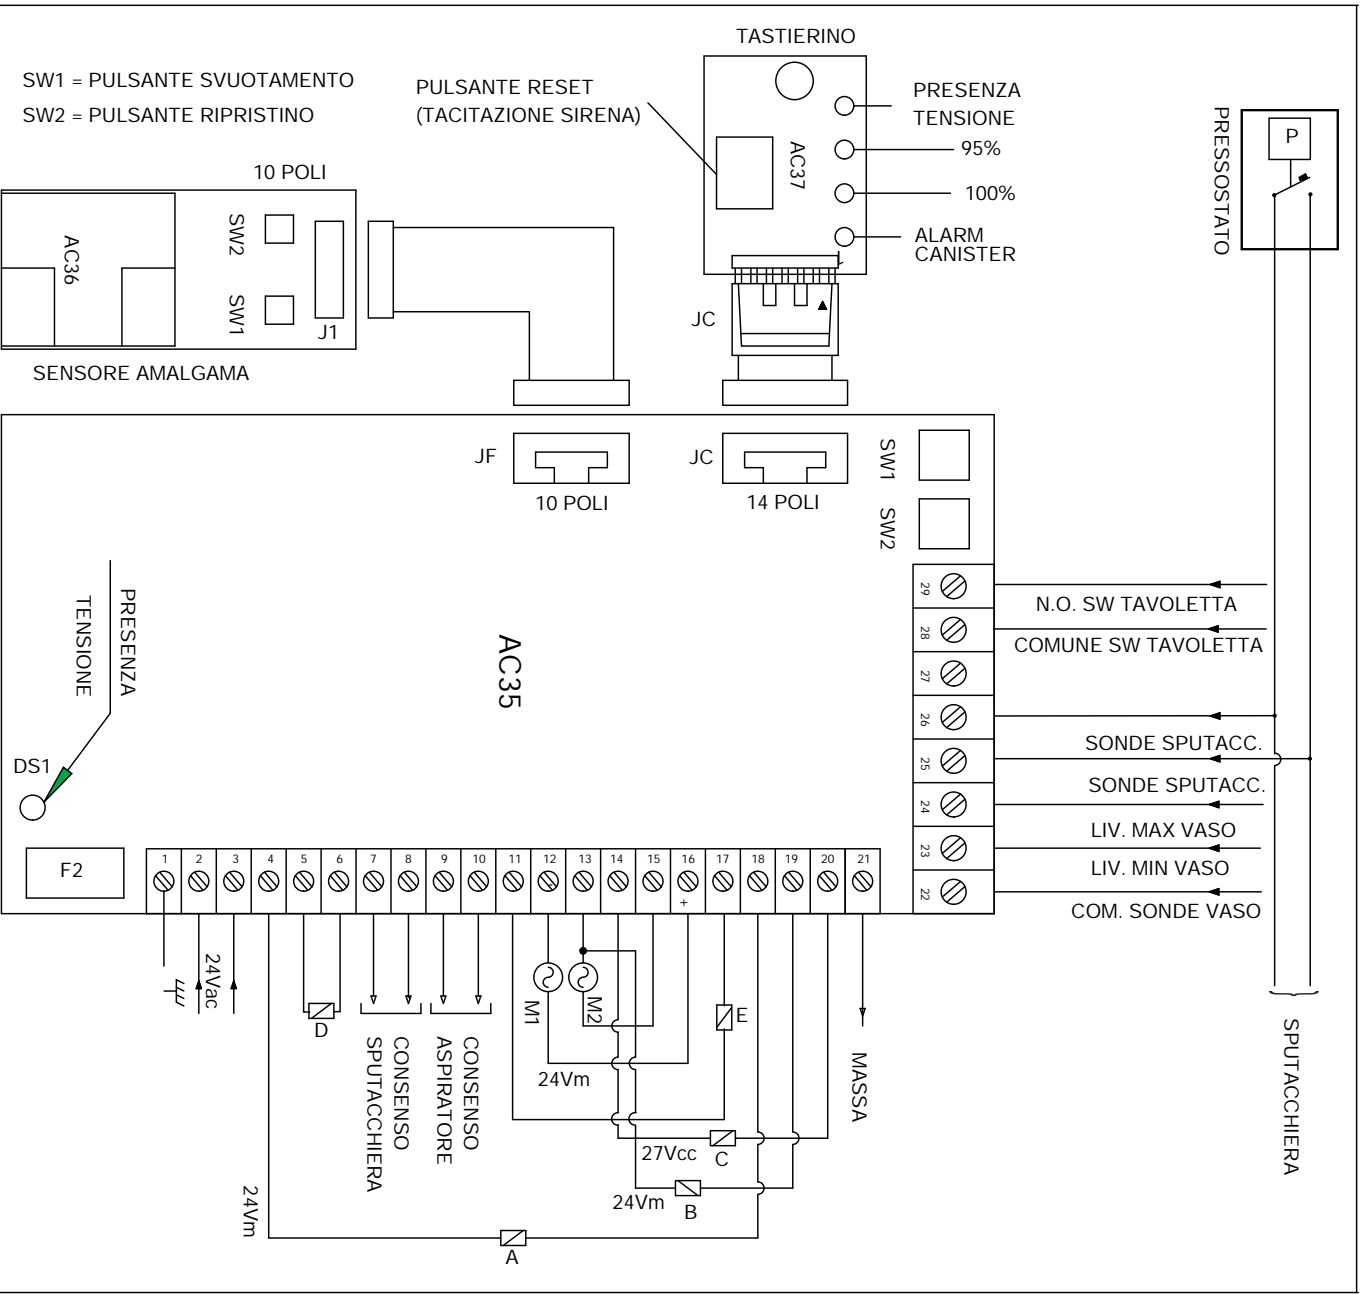 TASTIERINO
SW1 = PULSANTE SVUOTAMENTO
SW2 = PULSANTE RIPRISTINO
PULSANTE RESET
(TACITAZIONE SIRENA)
PRESENZA
TENSIONE
95%
100%
ALARM
CANISTER
AC37
PRESSOSTATO
P
10 POLI
AC36
SW2
SW1
J1
JC
SENSORE AMALGAMA
JF
10 POLI
JC
14 POLI
SW1
SW2
AC35
PRESENZA
TENSIONE
DS1
F2
29
28
27
26
25
24
23
22
N.O. SW TAVOLETTA
COMUNE SW TAVOLETTA
SONDE SPUTACC.
SONDE SPUTACC.
LIV. MAX VASO
LIV. MIN VASO
COM. SONDE VASO
1 2 3 4 5 6 7 8 9 10 11 12 13 14 15 16 17 18 19 20 21
+
24Vac
D
CONSENSO
SPUTACCHIERA
CONSENSO
ASPIRATORE
M1
M2
24Vm
E
MASSA
SPUTACCHIERA
27Vcc
C
24Vm
B
24Vm
A